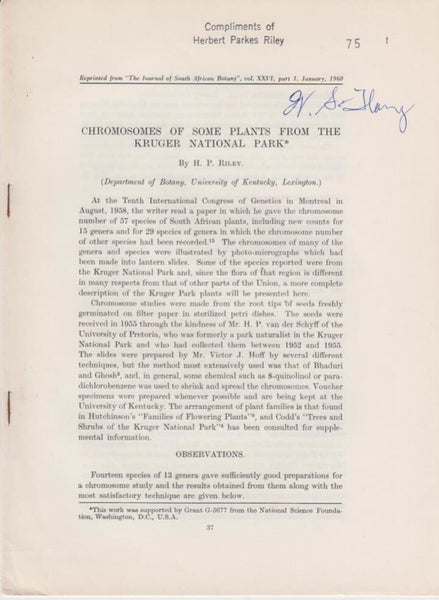 Compliments of
Herbert Parkes Riley
75
Reprinted from "The Journal of South African Botany", vol. XXVI, part 1, January, 1960
CHROMOSOMES OF SOME PLANTS FROM THE
KRUGER NATIONAL PARK*
By H. P. RILEY.
(Department of Botany, University of Kentucky, Lexington.)
At the Tenth International Congress of Genetics in Montreal in
August, 1958, the writer read a paper in which he gave the chromosome
number of 57 species of South African plants, including new counts for
15 genera and for 29 species of genera in which the chromosome number
of other species had been recorded.15 The chromosomes of many of the
genera and species were illustrated by photo-micrographs which had
been made into lantern slides. Some of the species reported were from
the Kruger National Park and, since the flora of that region is different
in many respects from that of other parts of the Union, a more complete
description of the Kruger Park plants will be presented here.
Chromosome studies were made from the root tips of seeds freshly
germinated on filter paper in sterilized petri dishes. The seeds were
received in 1955 through the kindness of Mr. H. P. van der Schyff of the
University of Pretoria, who was formerly a park naturalist in the Kruger
National Park and who had collected them between 1952 and 1955.
The slides were prepared by Mr. Victor J. Hoff by several different
techniques, but the method most extensively used was that of Bhaduri
and Ghosh, and, in general, some chemical such as 8-quinolinol or para-
dichlorobenzene was used to shrink and spread the chromosomes. Voucher
specimens were prepared whenever possible and are being kept at the
University of Kentucky. The arrrangement of plant families is that found
in Hutchinson's "Families of Flowering Plants", and Codd's "Trees and
Shrubs of the Kruger National Park" has been consulted for supple-
mental information.
OBSERVATIONS.
Fourteen species of 13 genera gave sufficiently good preparations for
a chromosome study and the results obtained from them along with the
most satisfactory technique are given below.
*This work was supported by Grant G-5677 from the National Science Founda-
tion, Washington, D.C., U.S.A.
37